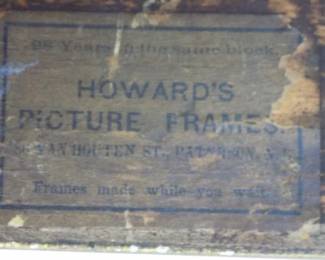 Years in the same block.
HOWARD'S
PICTURE FRAMES.
VAN HOUTEN ST., PATERSON, N.J.
Frames made while you wait.